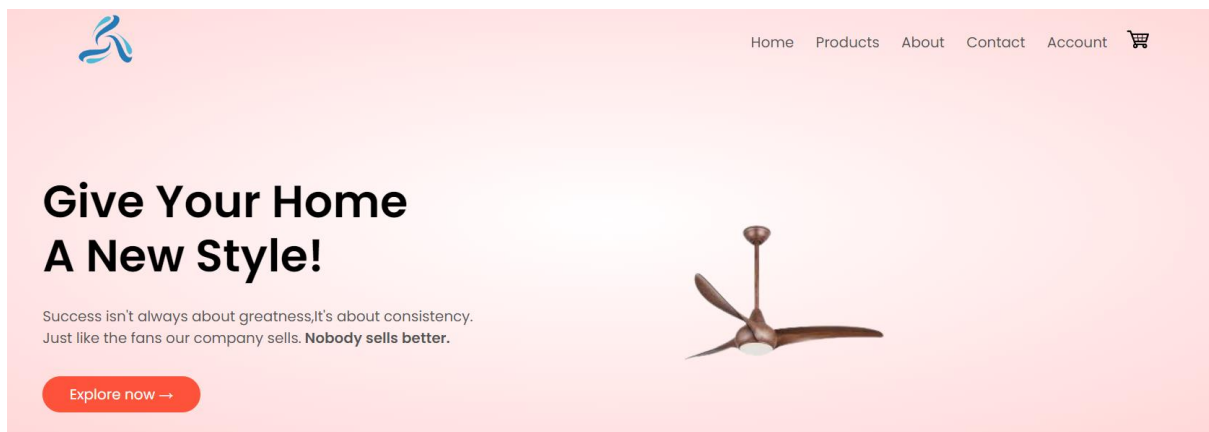 Home Products About Contact Account
Give Your Home
A New Style!
Success isn't always about greatness,It's about consistency.
Just like the fans our company sells. Nobody sells better.
Explore now →